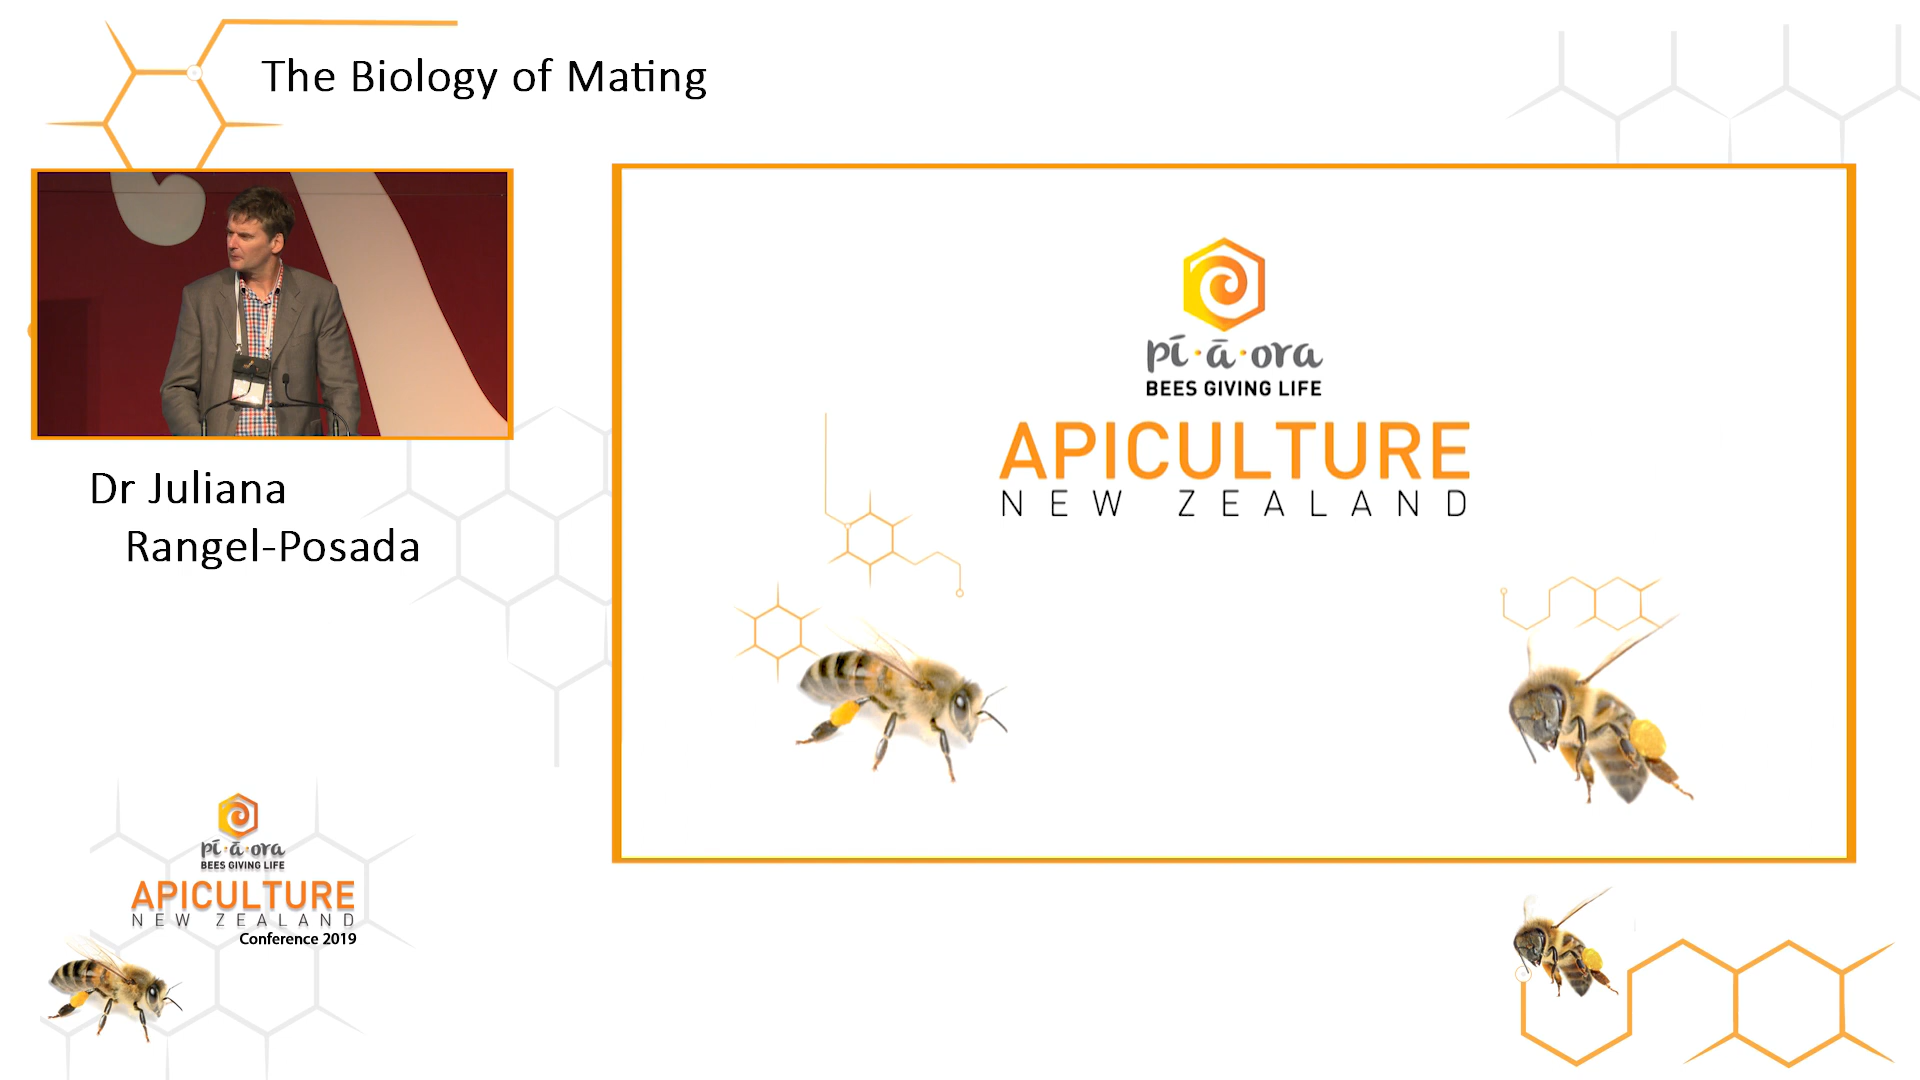 The Biology of Mating
Dr Juliana
Rangel-Posada
pī·ā·ora
BEES GIVING LIFE
APICULTURE
NEW ZEALAND
pī·ā·ora
BEES GIVING LIFE
APICULTURE
NEW ZEALAND
Conference 2019